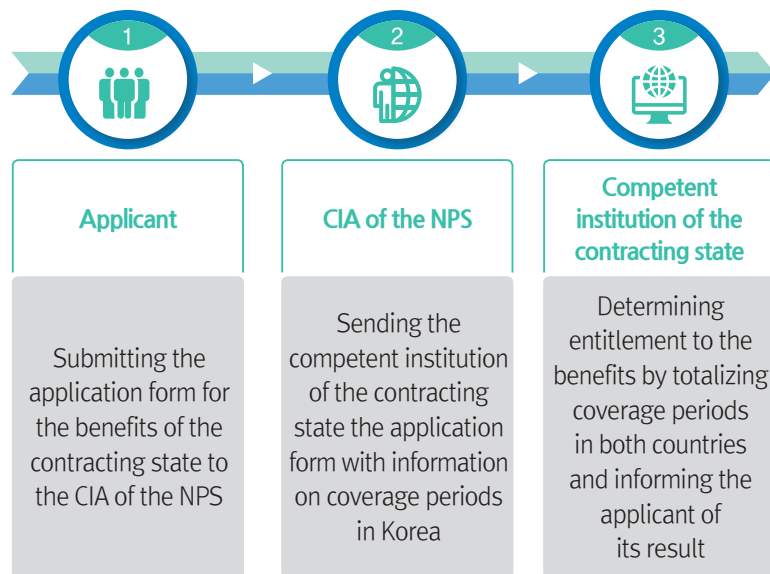 1
2
3
Applicant
Submitting the
application form for
the benefits of the
contracting state to
the CIA of the NPS
CIA of the NPS
Sending the
competent institution
of the contracting
state the application
form with information
on coverage periods
in Korea
Competent
institution of the
contracting state
Determining
entitlement to the
benefits by totalizing
coverage periods
in both countries
and informing the
applicant of
its result